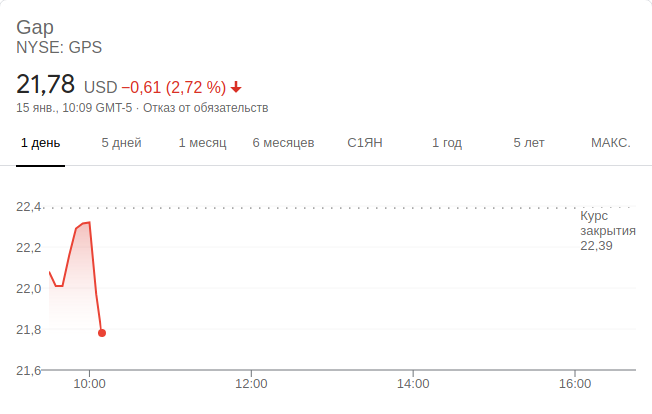 Gap
NYSE: GPS
21,78 USD −0,61 (2,72 %)
15 янв., 10:09 GMT-5 · Отказ от обязательств
1 день 5 дней 1 месяц 6 месяцев С1ЯН 1 год 5 лет МАКС.
22,4
Курс
закрытия
22,39
22,2
22,0
21,8
21,6
10:00 12:00 14:00 16:00